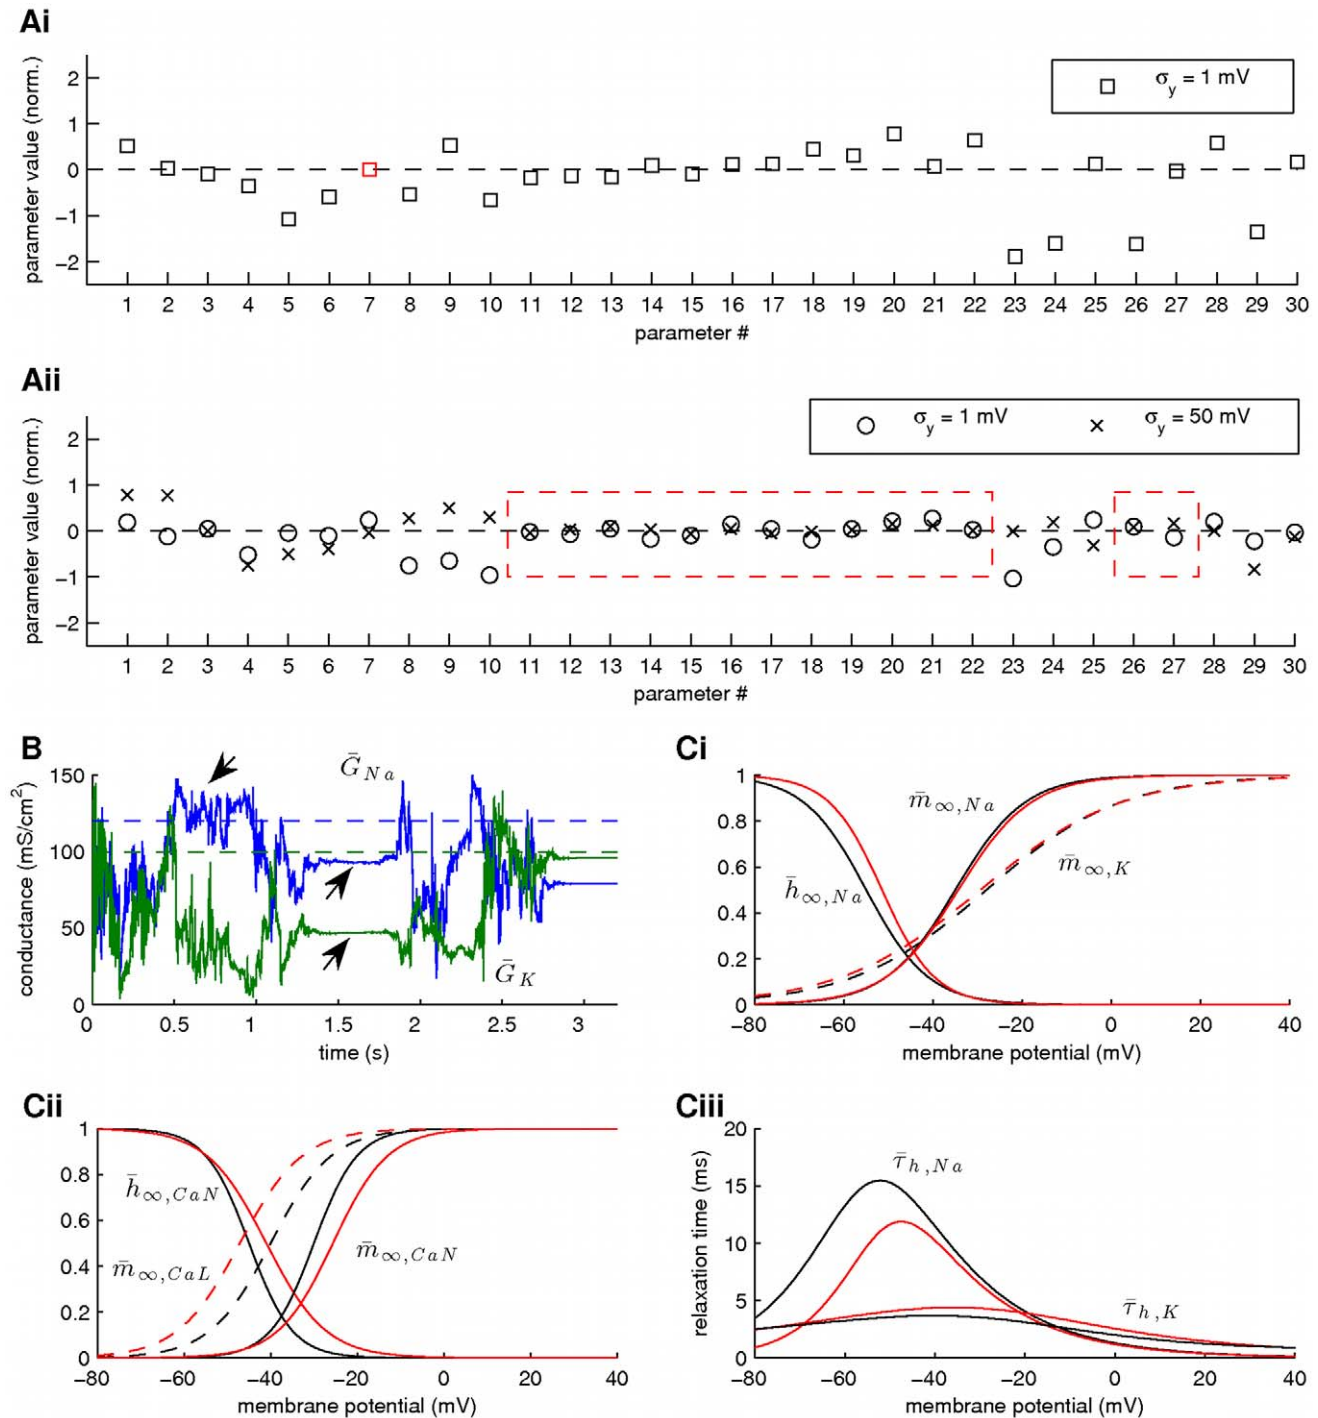 Ai
parameter value (norm.)
2
1
0
−1
−2
σy = 1 mV
1 2 3 4 5 6 7 8 9 10 11 12 13 14 15 16 17 18 19 20 21 22 23 24 25 26 27 28 29 30
parameter #
Aii
parameter value (norm.)
2
1
0
−1
−2
σy = 1 mV σy = 50 mV
1 2 3 4 5 6 7 8 9 10 11 12 13 14 15 16 17 18 19 20 21 22 23 24 25 26 27 28 29 30
parameter #
B
conductance (mS/cm²)
150
100
50
0
ḠNa
ḠK
0 0.5 1 1.5 2 2.5 3
time (s)
Ci
1
0.8
0.6
0.4
0.2
0
m̄∞,Na
m̄∞,K
h̄∞,Na
−80 −60 −40 −20 0 20 40
membrane potential (mV)
Cii
1
0.8
0.6
0.4
0.2
0
h̄∞,CaN
m̄∞,CaN
m̄∞,CaL
−80 −60 −40 −20 0 20 40
membrane potential (mV)
Ciii
relaxation time (ms)
20
15
10
5
0
τ̄h,Na
τ̄h,K
−80 −60 −40 −20 0 20 40
membrane potential (mV)